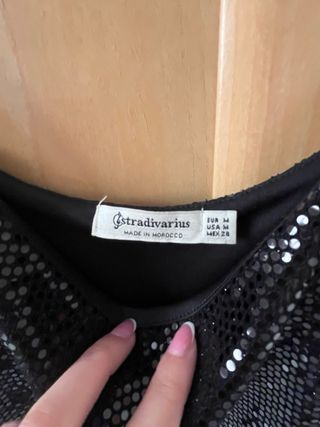 stradivarius
MADE IN MOROCCO
EUR M
USA M
MEX 28